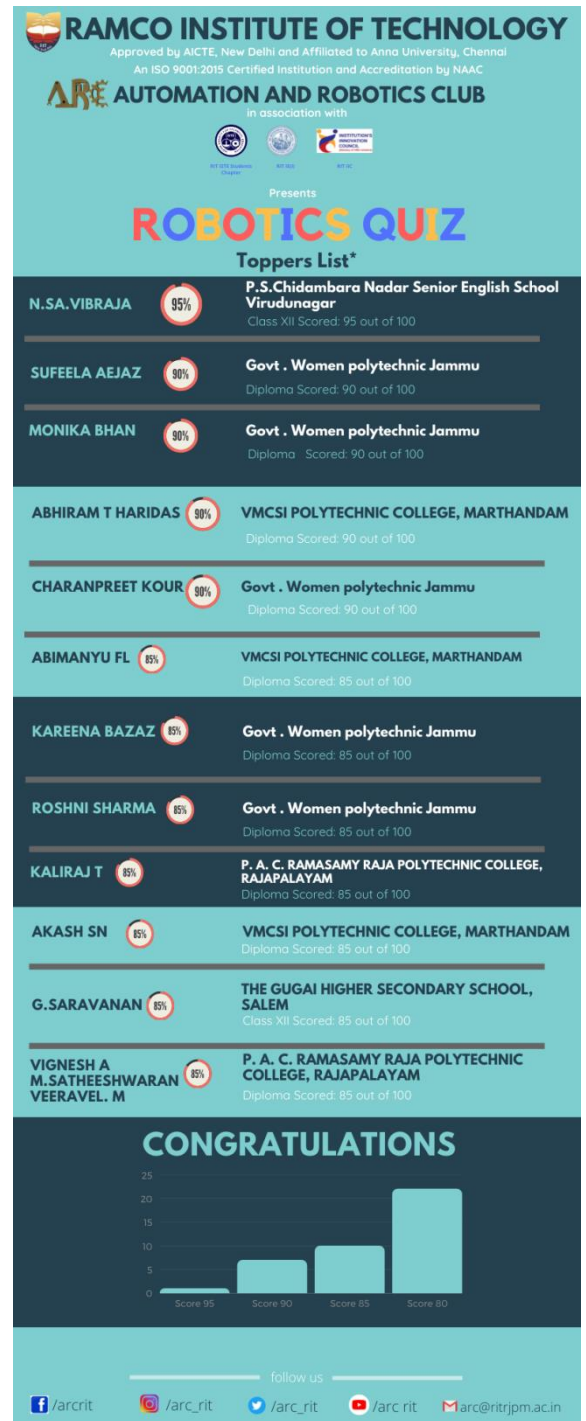 RAMCO INSTITUTE OF TECHNOLOGY
Approved by AICTE, New Delhi and Affiliated to Anna University, Chennai
An ISO 9001:2015 Certified Institution and Accreditation by NAAC
ARC AUTOMATION AND ROBOTICS CLUB
in association with
INSTITUTION'S
INNOVATION
COUNCIL
RIT ISTE Students RIT IIC
Chapter
Presents
ROBOTICS QUIZ
Toppers List*
N.SA.VIBRAJA 95% P.S.Chidambara Nadar Senior English School
Virudunagar
Class XII Scored: 95 out of 100
SUFEELA AEJAZ 90% Govt . Women polytechnic Jammu
Diploma Scored: 90 out of 100
MONIKA BHAN 90% Govt . Women polytechnic Jammu
Diploma Scored: 90 out of 100
ABHIRAM T HARIDAS 90% VMCSI POLYTECHNIC COLLEGE, MARTHANDAM
Diploma Scored: 90 out of 100
CHARANPREET KOUR 90% Govt . Women polytechnic Jammu
Diploma Scored: 90 out of 100
ABIMANYU FL 85% VMCSI POLYTECHNIC COLLEGE, MARTHANDAM
Diploma Scored: 85 out of 100
KAREENA BAZAZ 85% Govt . Women polytechnic Jammu
Diploma Scored: 85 out of 100
ROSHNI SHARMA 85% Govt . Women polytechnic Jammu
Diploma Scored: 85 out of 100
KALIRAJ T 85% P. A. C. RAMASAMY RAJA POLYTECHNIC COLLEGE,
RAJAPALAYAM
Diploma Scored: 85 out of 100
AKASH SN 85% VMCSI POLYTECHNIC COLLEGE, MARTHANDAM
Diploma Scored: 85 out of 100
G.SARAVANAN 85% THE GUGAI HIGHER SECONDARY SCHOOL,
SALEM
Class XII Scored: 85 out of 100
VIGNESH A
M.SATHEESHWARAN
VEERAVEL. M
85%
P. A. C. RAMASAMY RAJA POLYTECHNIC
COLLEGE, RAJAPALAYAM
Diploma Scored: 85 out of 100
CONGRATULATIONS
25
20
15
10
5
0
Score 95 Score 90 Score 85 Score 80
follow us
/arcrit /arc_rit /arc_rit /arc rit arc@ritrjpm.ac.in